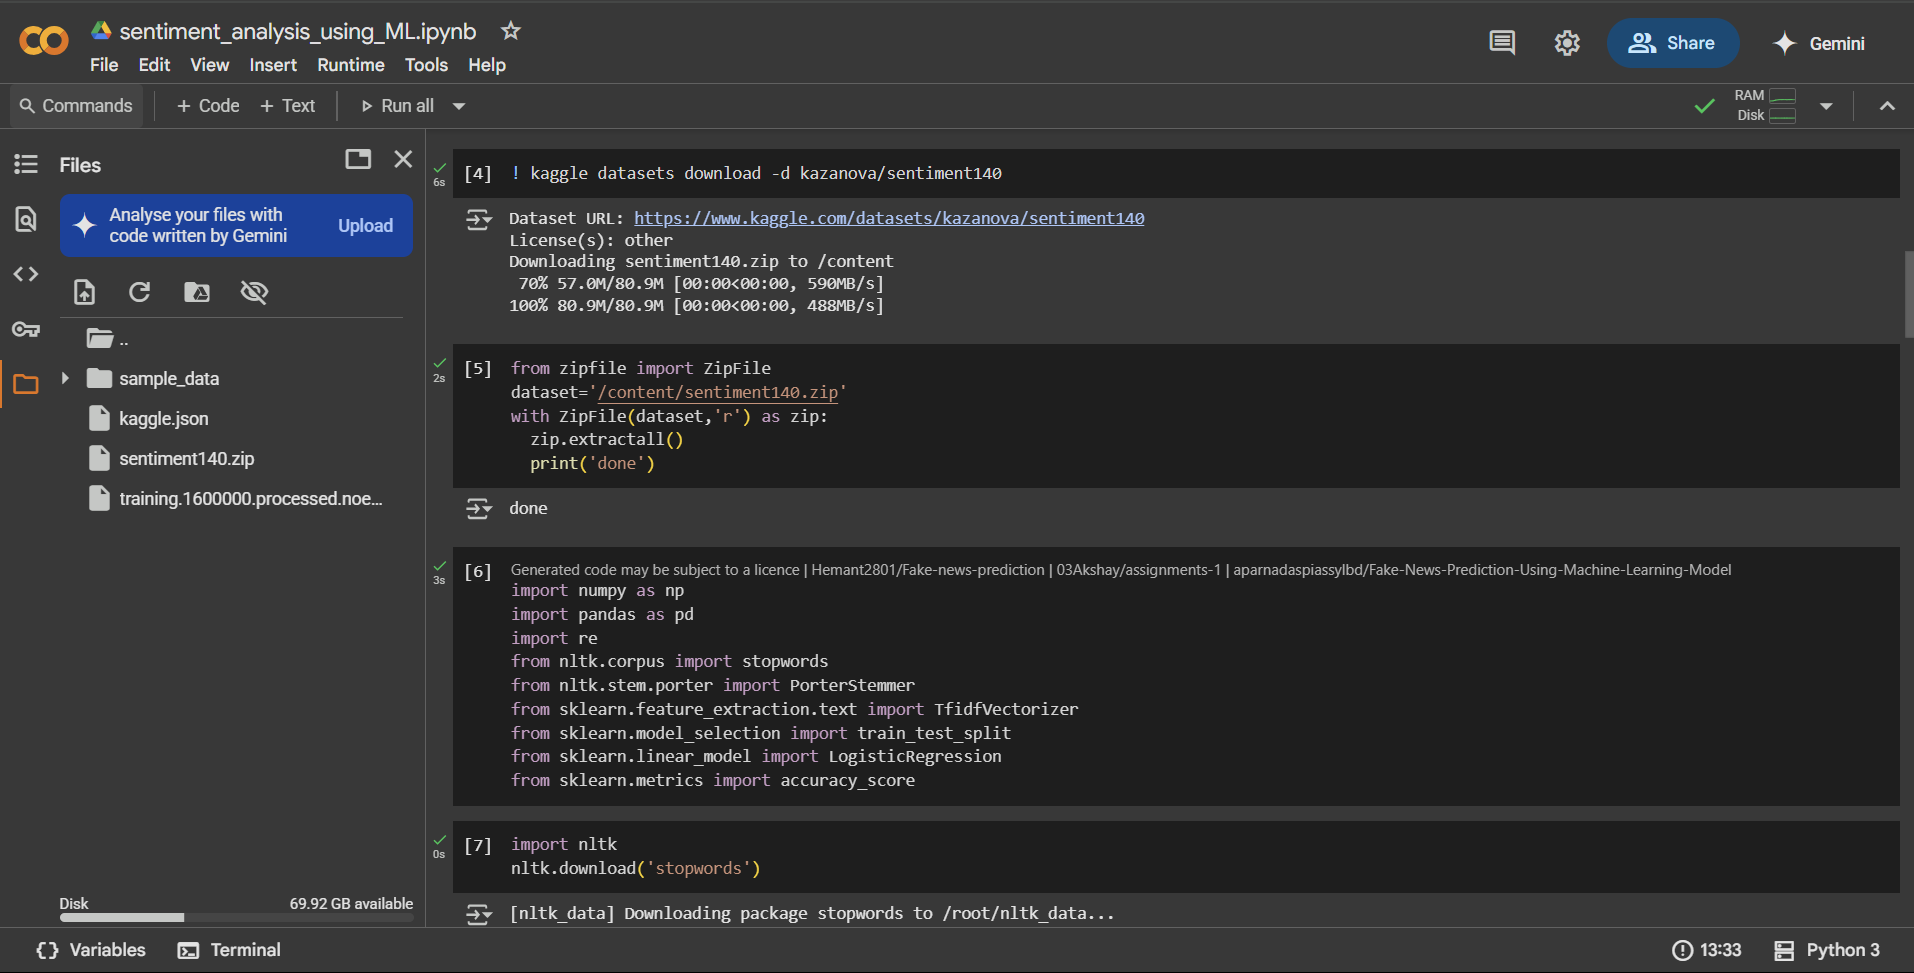 sentiment_analysis_using_ML.ipynb
File Edit View Insert Runtime Tools Help
Share
Gemini
Commands + Code + Text Run all
RAM
Disk
Files
Analyse your files with
code written by Gemini
Upload
..
sample_data
kaggle.json
sentiment140.zip
training.1600000.processed.noe...
Disk 69.92 GB available
6s
[4] ! kaggle datasets download -d kazanova/sentiment140
Dataset URL: https://www.kaggle.com/datasets/kazanova/sentiment140
License(s): other
Downloading sentiment140.zip to /content
70% 57.0M/80.9M [00:00<00:00, 590MB/s]
100% 80.9M/80.9M [00:00<00:00, 488MB/s]
2s
[5] from zipfile import ZipFile
dataset='/content/sentiment140.zip'
with ZipFile(dataset,'r') as zip:
  zip.extractall()
  print('done')
done
3s
[6] Generated code may be subject to a licence | Hemant2801/Fake-news-prediction | 03Akshay/assignments-1 | aparnadaspiassylbd/Fake-News-Prediction-Using-Machine-Learning-Model
import numpy as np
import pandas as pd
import re
from nltk.corpus import stopwords
from nltk.stem.porter import PorterStemmer
from sklearn.feature_extraction.text import TfidfVectorizer
from sklearn.model_selection import train_test_split
from sklearn.linear_model import LogisticRegression
from sklearn.metrics import accuracy_score
0s
[7] import nltk
nltk.download('stopwords')
[nltk_data] Downloading package stopwords to /root/nltk_data...
{} Variables Terminal
13:33 Python 3